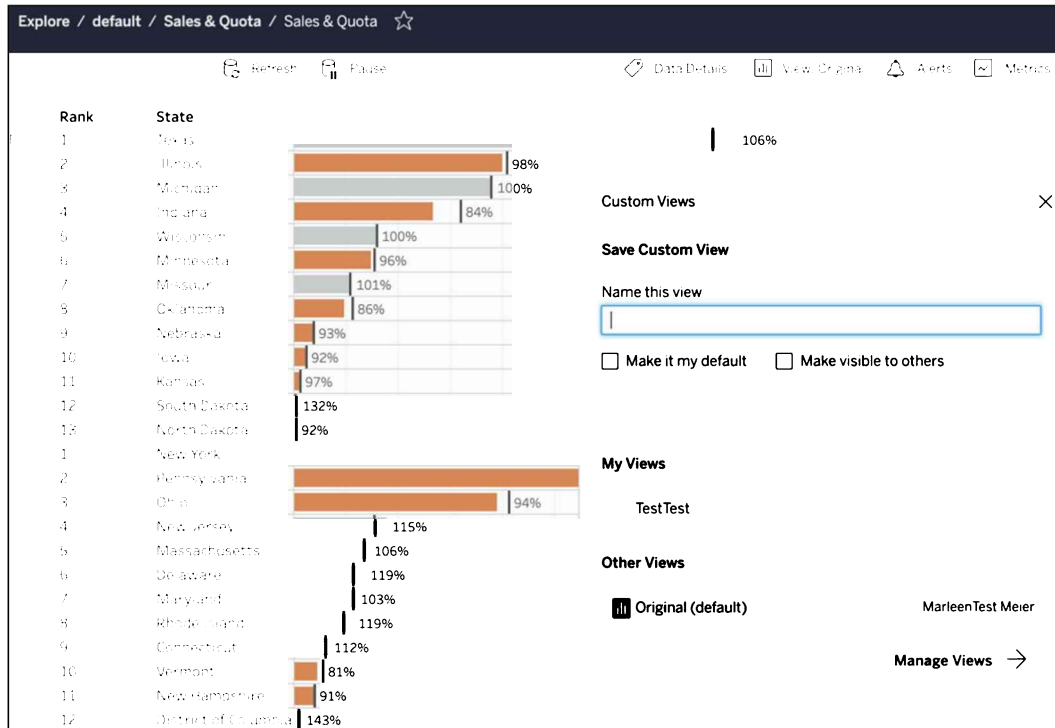 Explore / default / Sales & Quota / Sales & Quota
Refresh Pause Data Details View: Original Alerts Metrics
Rank State
1 Texas 106%
2 Illinois 98%
3 Michigan 100%
4 Indiana 84%
5 Wisconsin 100%
6 Minnesota 96%
7 Missouri 101%
8 Oklahoma 86%
9 Nebraska 93%
10 Iowa 92%
11 Kansas 97%
12 South Dakota 132%
13 North Dakota 92%
1 New York
2 Pennsylvania
3 Ohio 94%
4 New Jersey 115%
5 Massachusetts 106%
6 Delaware 119%
7 Maryland 103%
8 Rhode Island 119%
9 Connecticut 112%
10 Vermont 81%
11 New Hampshire 91%
12 District of Columbia 143%
Custom Views
Save Custom View
Name this view
Make it my default Make visible to others
My Views
TestTest
Other Views
Original (default) MarleenTest Meier
Manage Views